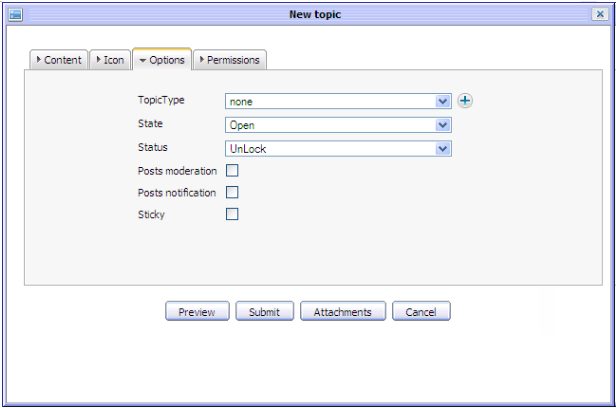 New topic
Content Icon Options Permissions
TopicType none
State Open
Status UnLock
Posts moderation
Posts notification
Sticky
Preview Submit Attachments Cancel